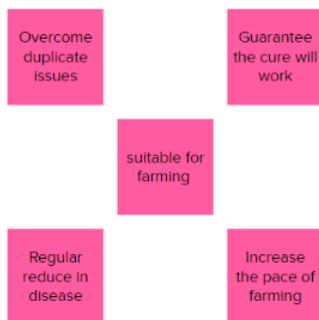 Overcome
duplicate
issues
Guarantee
the cure will
work
suitable for
farming
Regular
reduce in
disease
Increase
the pace of
farming